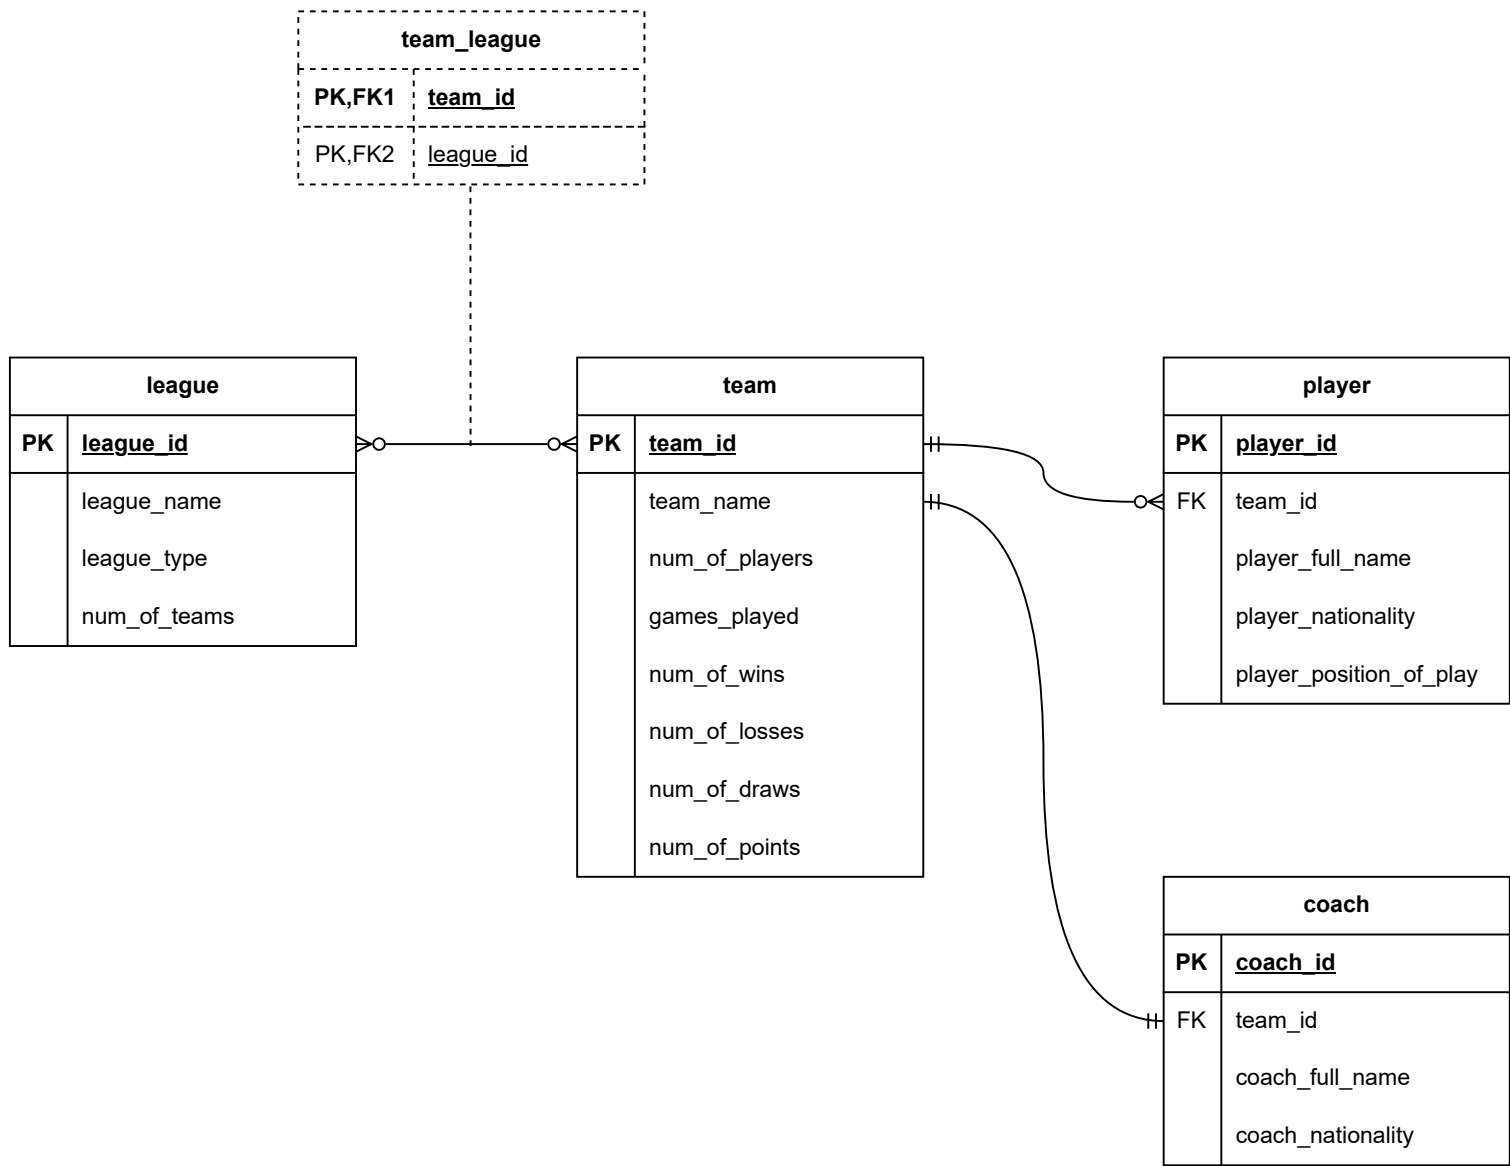 team_league
PK,FK1 team_id
PK,FK2 league_id
league
PK league_id
league_name
league_type
num_of_teams
team
PK team_id
team_name
num_of_players
games_played
num_of_wins
num_of_losses
num_of_draws
num_of_points
player
PK player_id
FK team_id
player_full_name
player_nationality
player_position_of_play
coach
PK coach_id
FK team_id
coach_full_name
coach_nationality